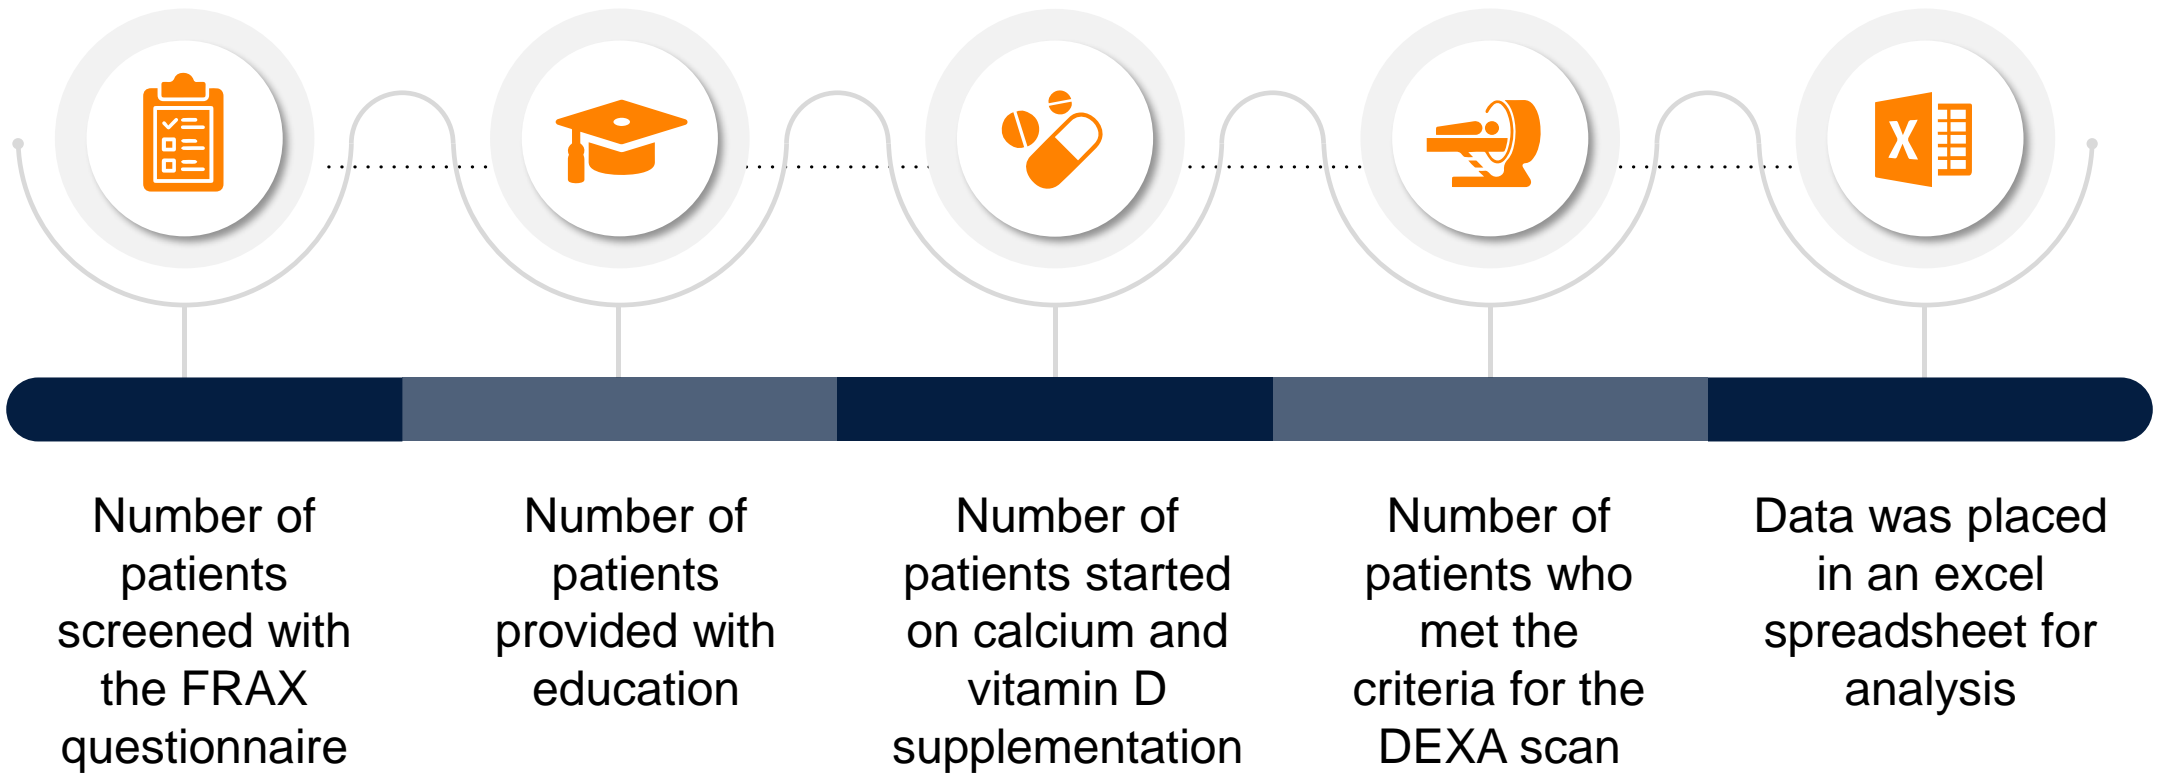 X
Number of
patients
screened with
the FRAX
questionnaire
Number of
patients
provided with
education
Number of
patients started
on calcium and
vitamin D
supplementation
Number of
patients who
met the
criteria for the
DEXA scan
Data was placed
in an excel
spreadsheet for
analysis